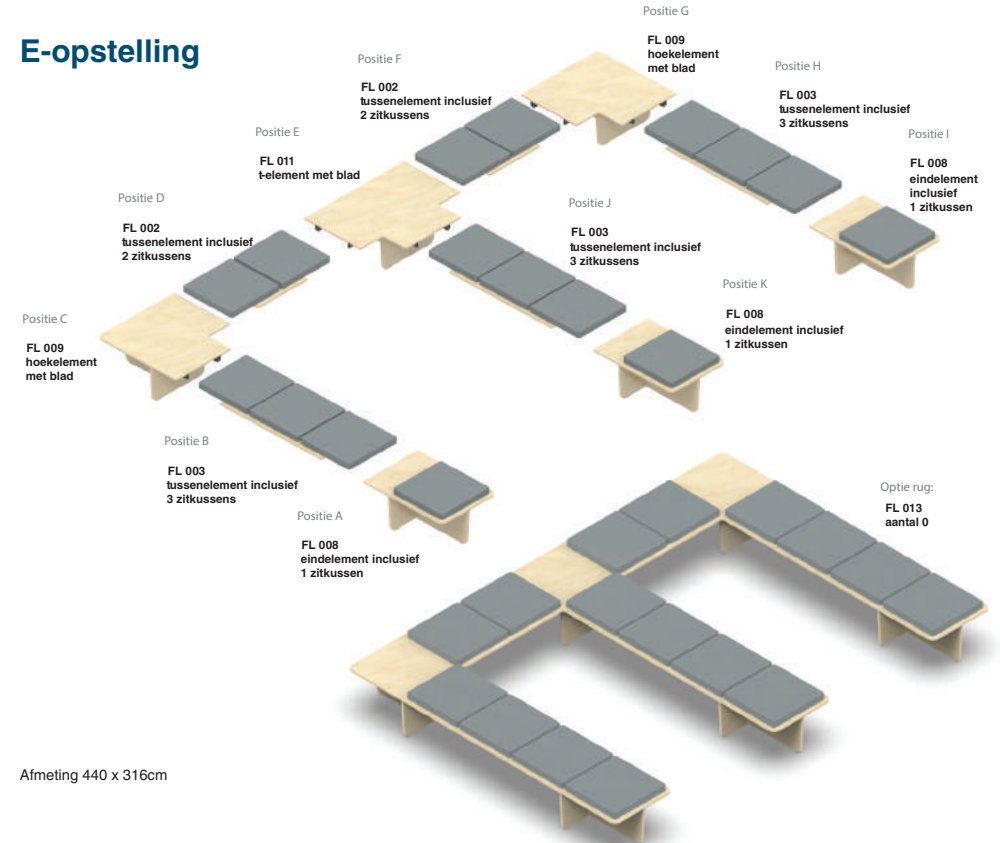 E-opstelling
Positie G
FL 009
hoekelement
met blad
Positie F
FL 002
tussenelement inclusief
2 zitkussens
Positie H
FL 003
tussenelement inclusief
3 zitkussens
Positie E
FL 011
t-element met blad
Positie I
FL 008
eindelement
inclusief
1 zitkussen
Positie D
FL 002
tussenelement inclusief
2 zitkussens
Positie J
FL 003
tussenelement inclusief
3 zitkussens
Positie K
FL 008
eindelement inclusief
1 zitkussen
Positie C
FL 009
hoekelement
met blad
Positie B
FL 003
tussenelement inclusief
3 zitkussens
Positie A
FL 008
eindelement inclusief
1 zitkussen
Optie rug:
FL 013
aantal 0
Afmeting 440 x 316cm